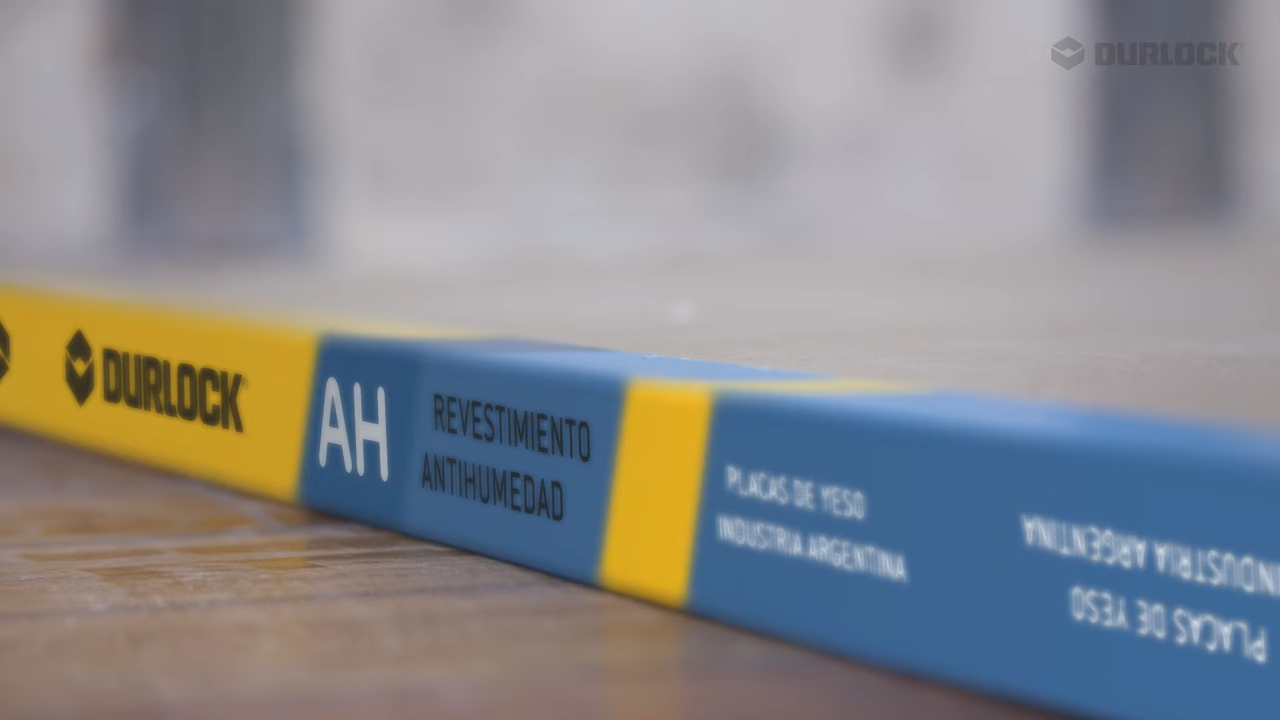 DURLOCK
DURLOCK
AH
REVESTIMIENTO
ANTIHUMEDAD
PLACAS DE YESO
INDUSTRIA ARGENTINA
PLACAS DE YESO
INDUSTRIA ARGENTINA